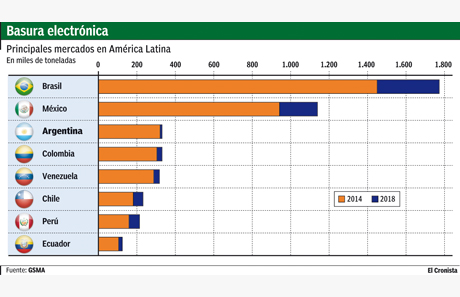 Basura electrónica
Principales mercados en América Latina
En miles de toneladas
0 200 400 600 800 1.000 1.200 1.400 1.600 1.800
Brasil
México
Argentina
Colombia
Venezuela
Chile
2014 2018
Perú
Ecuador
Fuente: GSMA El Cronista